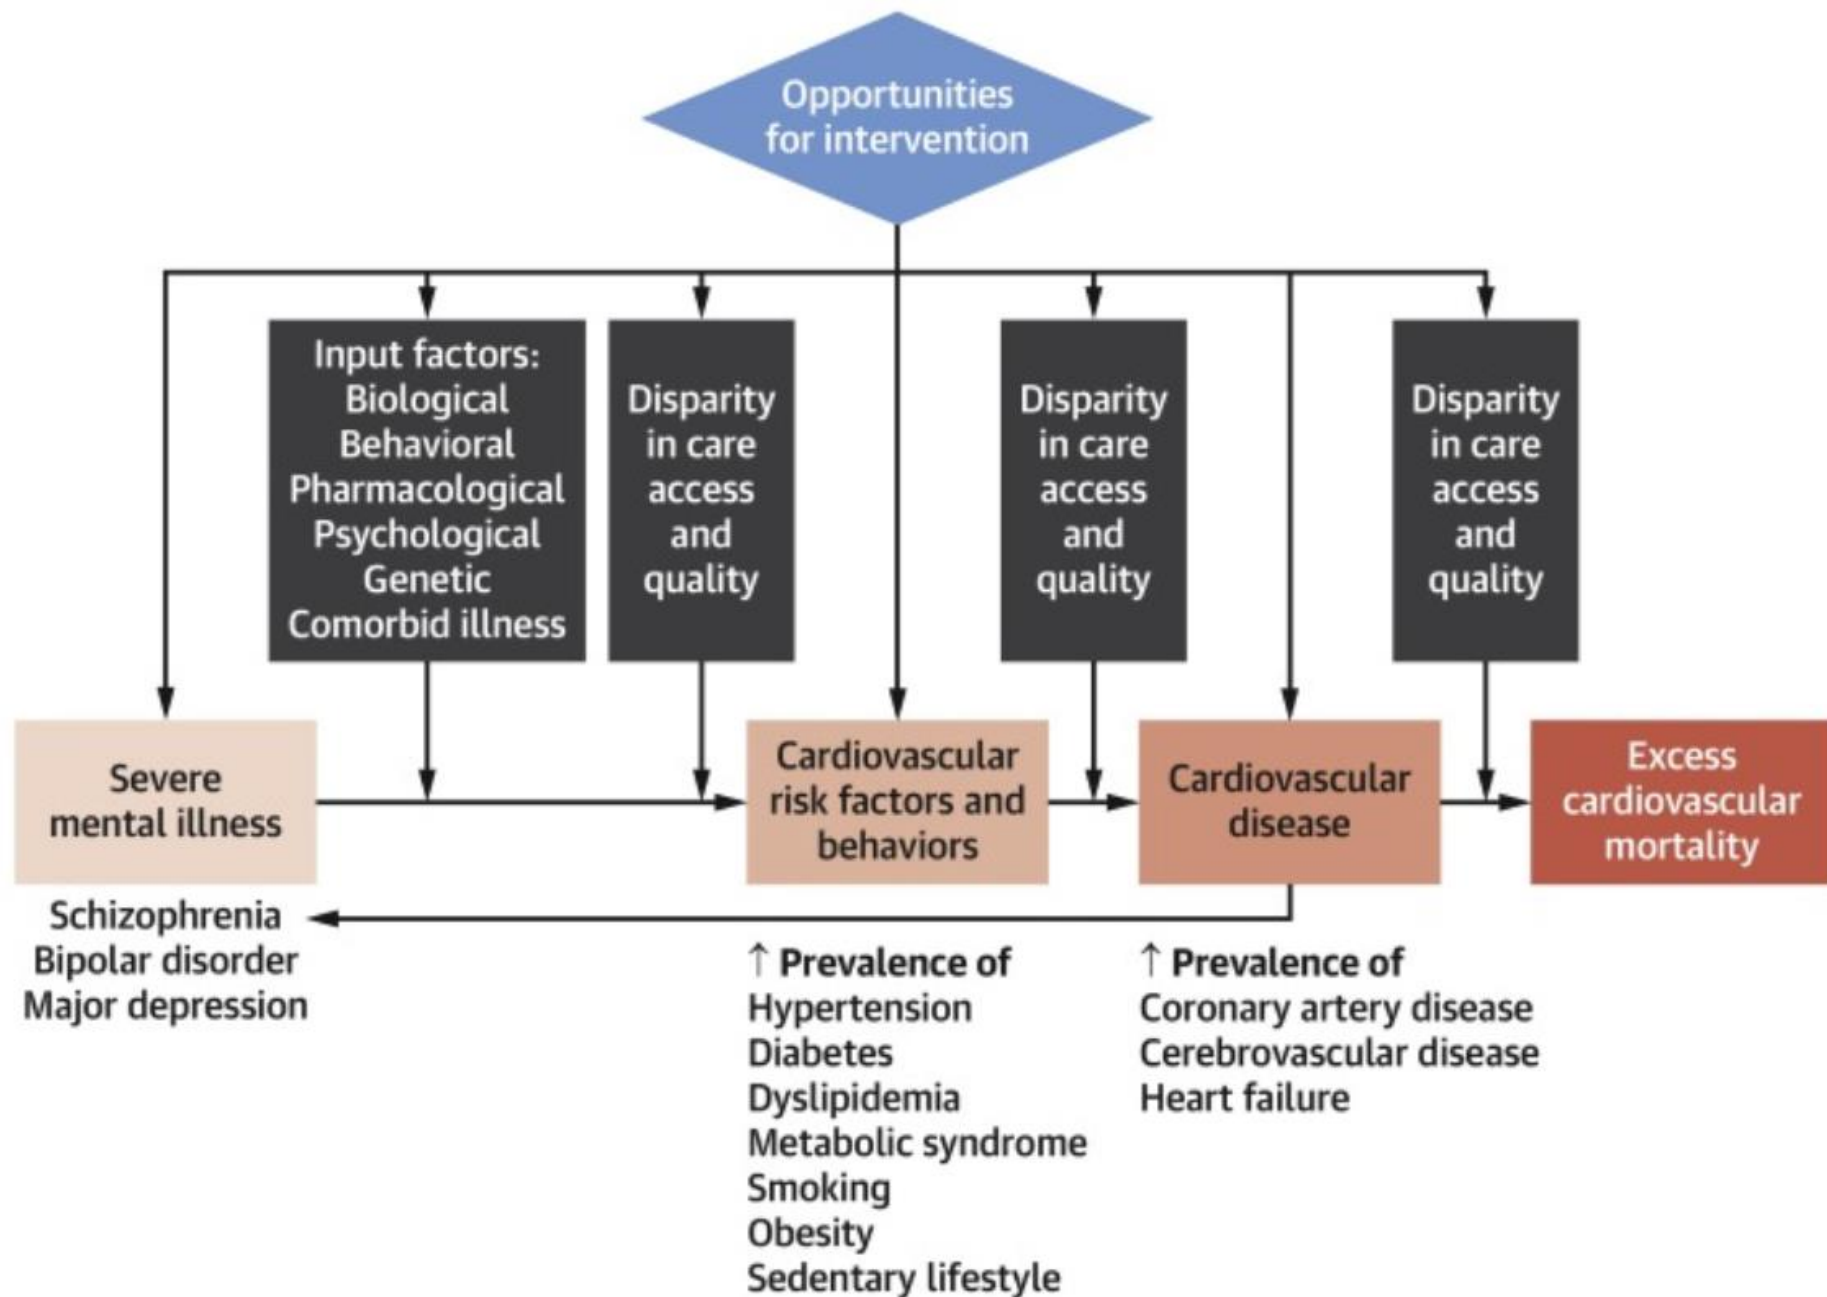 Opportunities
for intervention
Input factors:
Biological
Behavioral
Pharmacological
Psychological
Genetic
Comorbid illness
Disparity
in care
access
and
quality
Disparity
in care
access
and
quality
Disparity
in care
access
and
quality
Severe
mental illness
Cardiovascular
risk factors and
behaviors
Cardiovascular
disease
Excess
cardiovascular
mortality
Schizophrenia
Bipolar disorder
Major depression
↑ Prevalence of
Hypertension
Diabetes
Dyslipidemia
Metabolic syndrome
Smoking
Obesity
Sedentary lifestyle
↑ Prevalence of
Coronary artery disease
Cerebrovascular disease
Heart failure